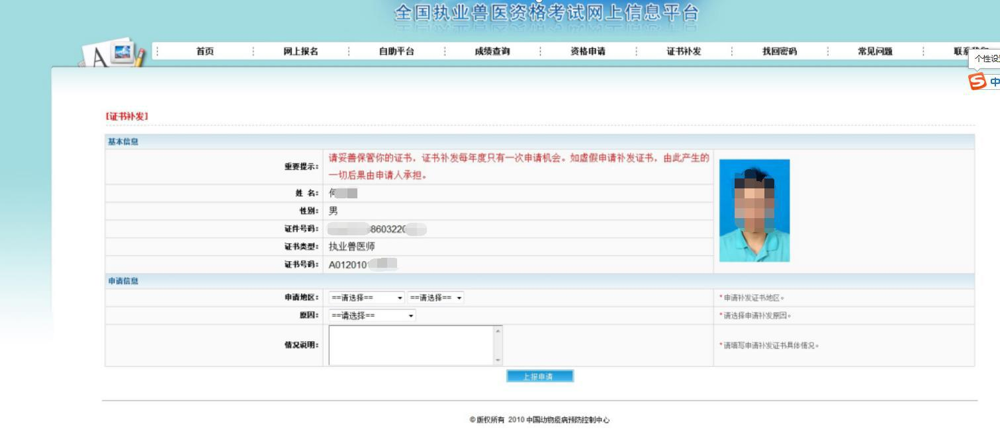 全国执业兽医资格考试网上信息平台
首页 网上报名 自助平台 成绩查询 资格申请 证书补发 找回密码 常见问题 联系
个性设
中
[证书补发]
基本信息
重要提示： 请妥善保管你的证书，证书补发每年度只有一次申请机会。如虚假申请补发证书，由此产生的
一切后果由申请人承担。
姓 名： 何
性别： 男
证件号码： 8603220
证书类型： 执业兽医师
证书号码： A012010
申请信息
申请地区： ==请选择== ==请选择== *申请补发证书地区。
原因： ==请选择== *请选择申请补发原因。
情况说明： *请填写申请补发证书具体情况。
上报申请
©版权所有 2010 中国动物疫病预防控制中心